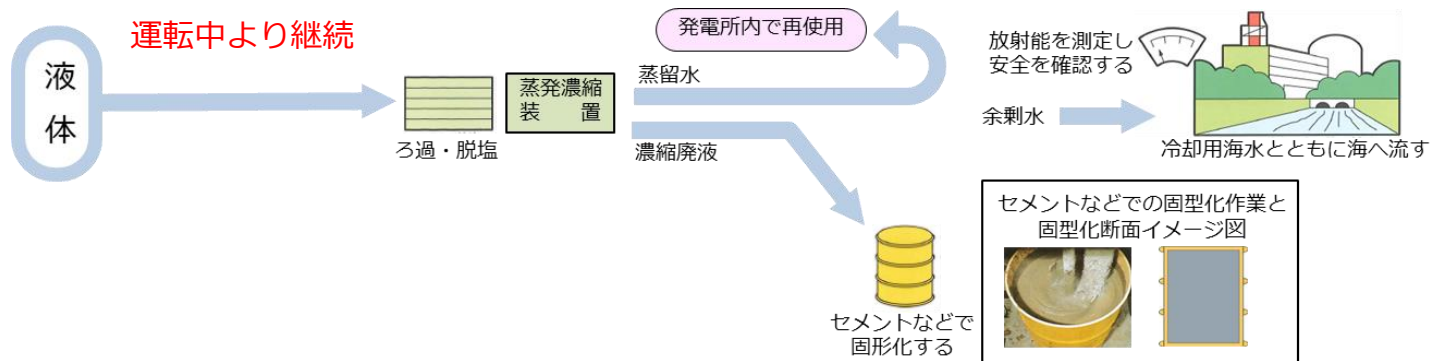 運転中より継続
液
体
ろ過・脱塩
蒸発濃縮
装　置
蒸留水
発電所内で再使用
濃縮廃液
放射能を測定し
安全を確認する
余剰水
冷却用海水とともに海へ流す
セメントなどで
固形化する
セメントなどでの固型化作業と
固型化断面イメージ図